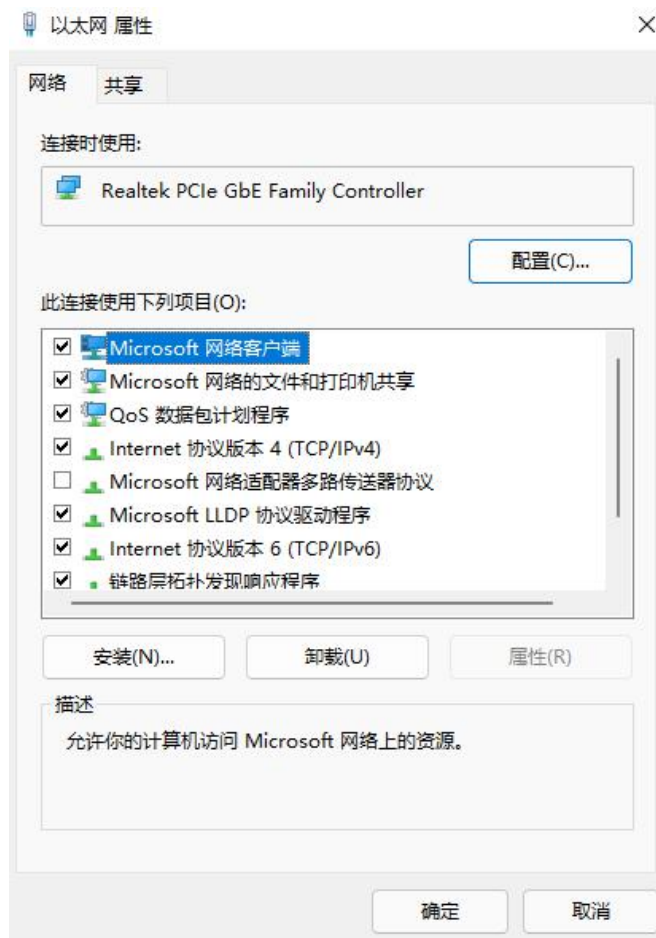 以太网 属性
网络 共享
连接时使用:
Realtek PCIe GbE Family Controller
配置(C)...
此连接使用下列项目(O):
Microsoft 网络客户端
Microsoft 网络的文件和打印机共享
QoS 数据包计划程序
Internet 协议版本 4 (TCP/IPv4)
Microsoft 网络适配器多路传送器协议
Microsoft LLDP 协议驱动程序
Internet 协议版本 6 (TCP/IPv6)
链路层拓扑发现响应程序
安装(N)... 卸载(U) 属性(R)
描述
允许你的计算机访问 Microsoft 网络上的资源。
确定 取消